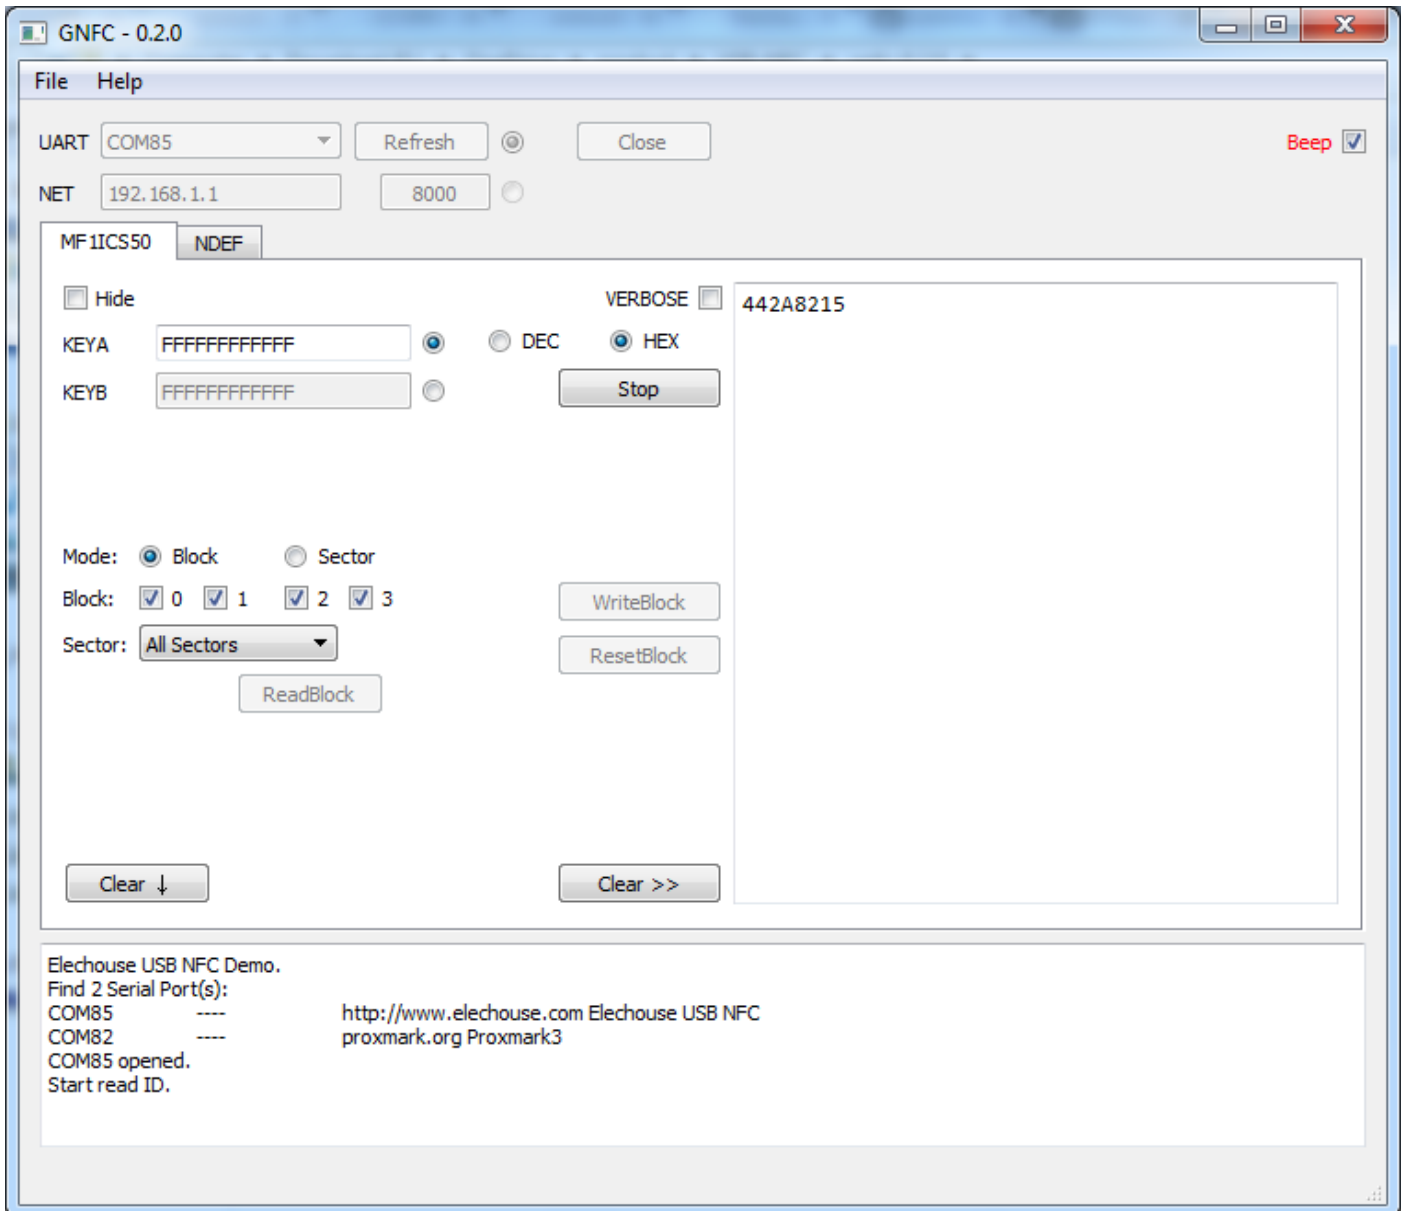 GNFC - 0.2.0
File Help
UART COM85 Refresh Close Beep
NET 192.168.1.1 8000
MF1ICS50 NDEF
Hide VERBOSE 442A8215
KEYA FFFFFFFFFFFF DEC HEX
KEYB FFFFFFFFFFFF Stop
Mode: Block Sector
Block: 0 1 2 3 WriteBlock
Sector: All Sectors ResetBlock
ReadBlock
Clear ↓ Clear >>
Elechouse USB NFC Demo.
Find 2 Serial Port(s):
COM85 ---- http://www.elechouse.com Elechouse USB NFC
COM82 ---- proxmark.org Proxmark3
COM85 opened.
Start read ID.